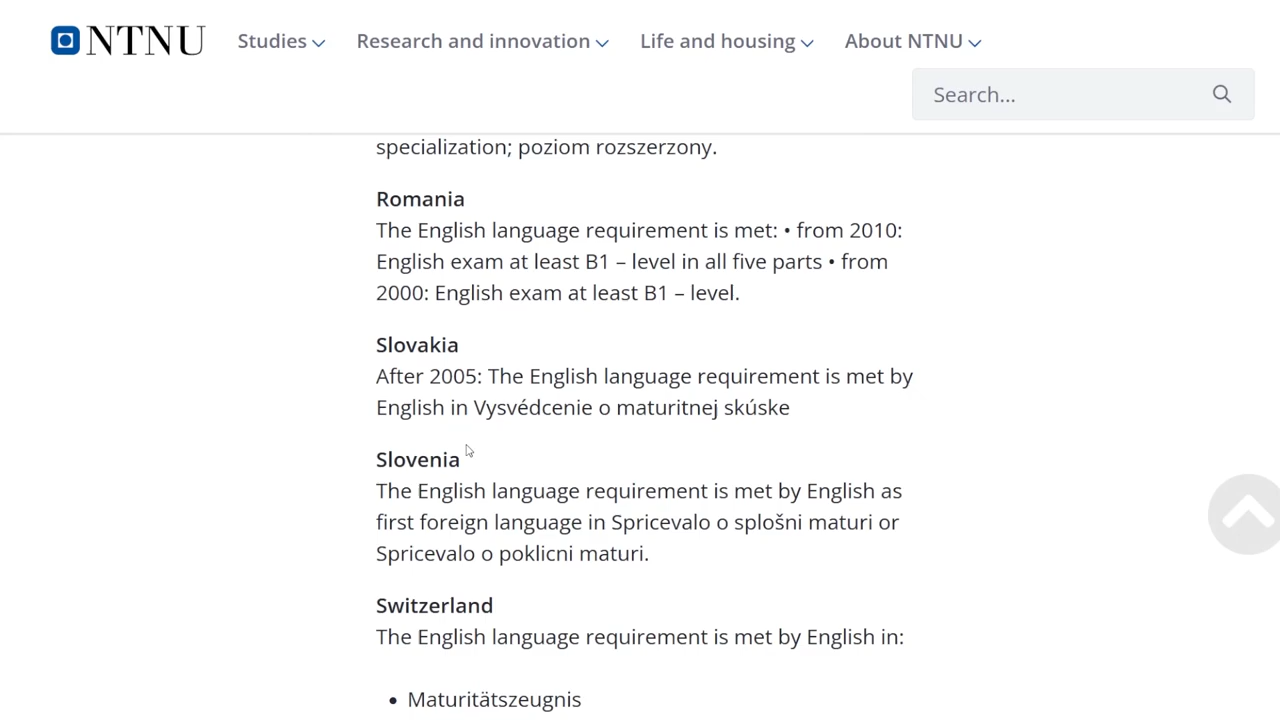 NTNU
Studies
Research and innovation
Life and housing
About NTNU
Search...
specialization; poziom rozszerzony.
Romania
The English language requirement is met: • from 2010:
English exam at least B1 – level in all five parts • from
2000: English exam at least B1 – level.
Slovakia
After 2005: The English language requirement is met by
English in Vysvédcenie o maturitnej skúske
Slovenia
The English language requirement is met by English as
first foreign language in Spricevalo o splošni maturi or
Spricevalo o poklicni maturi.
Switzerland
The English language requirement is met by English in:
• Maturitätszeugnis